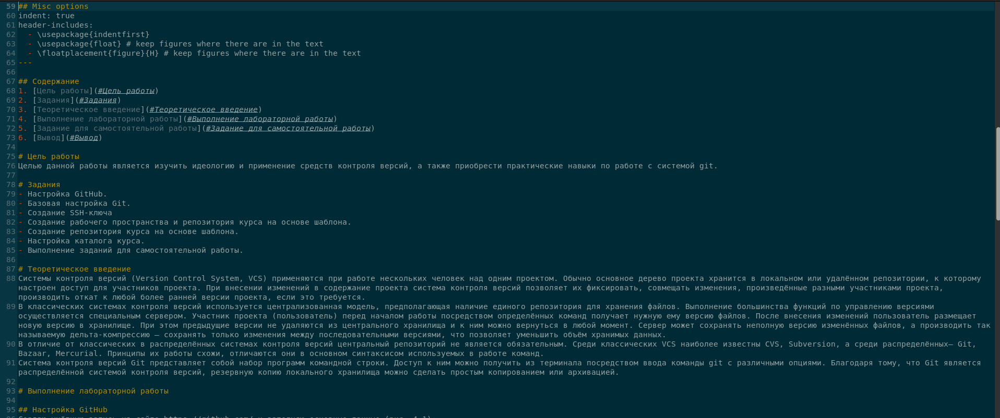 59 ## Misc options
60 indent: true
61 header-includes:
62   - \usepackage{indentfirst}
63   - \usepackage{float} # keep figures where there are in the text
64   - \floatplacement{figure}{H} # keep figures where there are in the text
65 ---
66
67 ## Содержание
68 1. [Цель работы](#Цель работы)
69 2. [Задания](#Задания)
70 3. [Теоретическое введение](#Теоретическое введение)
71 4. [Выполнение лабораторной работы](#Выполнение лабораторной работы)
72 5. [Задание для самостоятельной работы](#Задание для самостоятельной работы)
73 6. [Вывод](#Вывод)
74
75 # Цель работы
76 Целью данной работы является изучить идеологию и применение средств контроля версий, а также приобрести практические навыки по работе с системой git.
77
78 # Задания
79 - Настройка GitHub.
80 - Базовая настройка Git.
81 - Создание SSH-ключа
82 - Создание рабочего пространства и репозитория курса на основе шаблона.
83 - Создание репозитория курса на основе шаблона.
84 - Настройка каталога курса.
85 - Выполнение заданий для самостоятельной работы.
86
87 # Теоретическое введение
88 Системы контроля версий (Version Control System, VCS) применяются при работе нескольких человек над одним проектом. Обычно основное дерево проекта хранится в локальном или удалённом репозитории, к которому
настроен доступ для участников проекта. При внесении изменений в содержание проекта система контроля версий позволяет их фиксировать, совмещать изменения, произведённые разными участниками проекта,
производить откат к любой более ранней версии проекта, если это требуется.
89 В классических системах контроля версий используется централизованная модель, предполагающая наличие единого репозитория для хранения файлов. Выполнение большинства функций по управлению версиями
осуществляется специальным сервером. Участник проекта (пользователь) перед началом работы посредством определённых команд получает нужную ему версию файлов. После внесения изменений пользователь размещает
новую версию в хранилище. При этом предыдущие версии не удаляются из центрального хранилища и к ним можно вернуться в любой момент. Сервер может сохранять неполную версию изменённых файлов, а производить так
называемую дельта-компрессию — сохранять только изменения между последовательными версиями, что позволяет уменьшить объём хранимых данных.
90 В отличие от классических в распределённых системах контроля версий центральный репозиторий не является обязательным. Среди классических VCS наиболее известны CVS, Subversion, а среди распределённых— Git,
Bazaar, Mercurial. Принципы их работы схожи, отличаются они в основном синтаксисом используемых в работе команд.
91 Система контроля версий Git представляет собой набор программ командной строки. Доступ к ним можно получить из терминала посредством ввода команды git с различными опциями. Благодаря тому, что Git является
распределённой системой контроля версий, резервную копию локального хранилища можно сделать простым копированием или архивацией.
92
93 # Выполнение лабораторной работы
94
95 ## Настройка GitHub